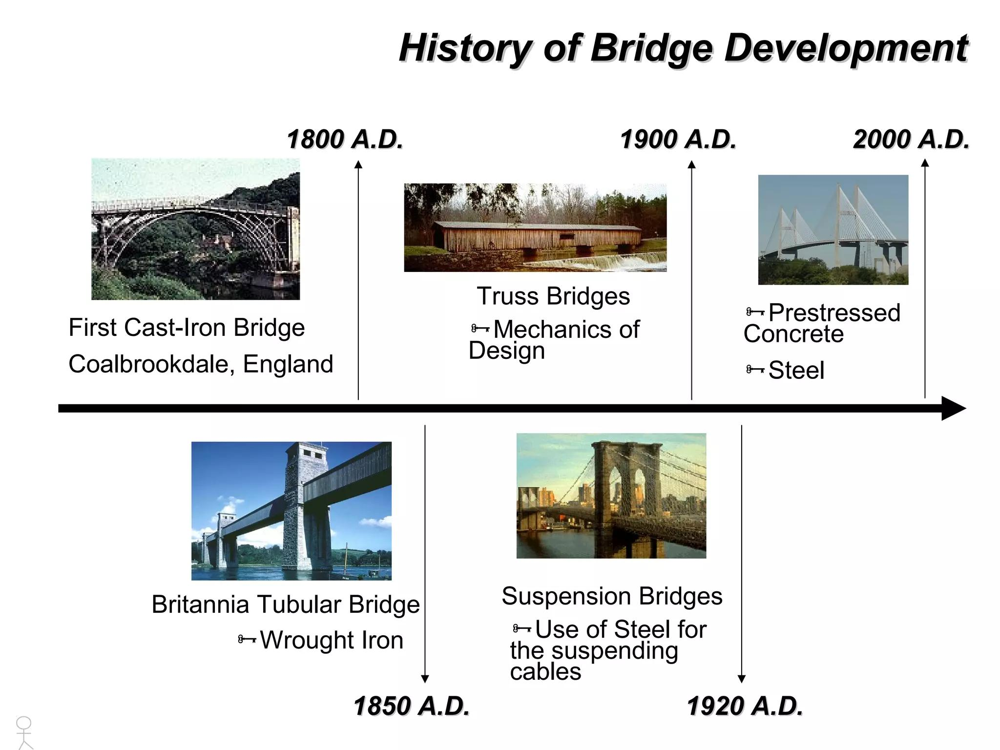 History of Bridge Development
1800 A.D.
1900 A.D.
2000 A.D.
First Cast-Iron Bridge
Coalbrookdale, England
Truss Bridges
Mechanics of
Design
Prestressed
Concrete
Steel
Britannia Tubular Bridge
Wrought Iron
Suspension Bridges
Use of Steel for
the suspending
cables
1850 A.D.
1920 A.D.